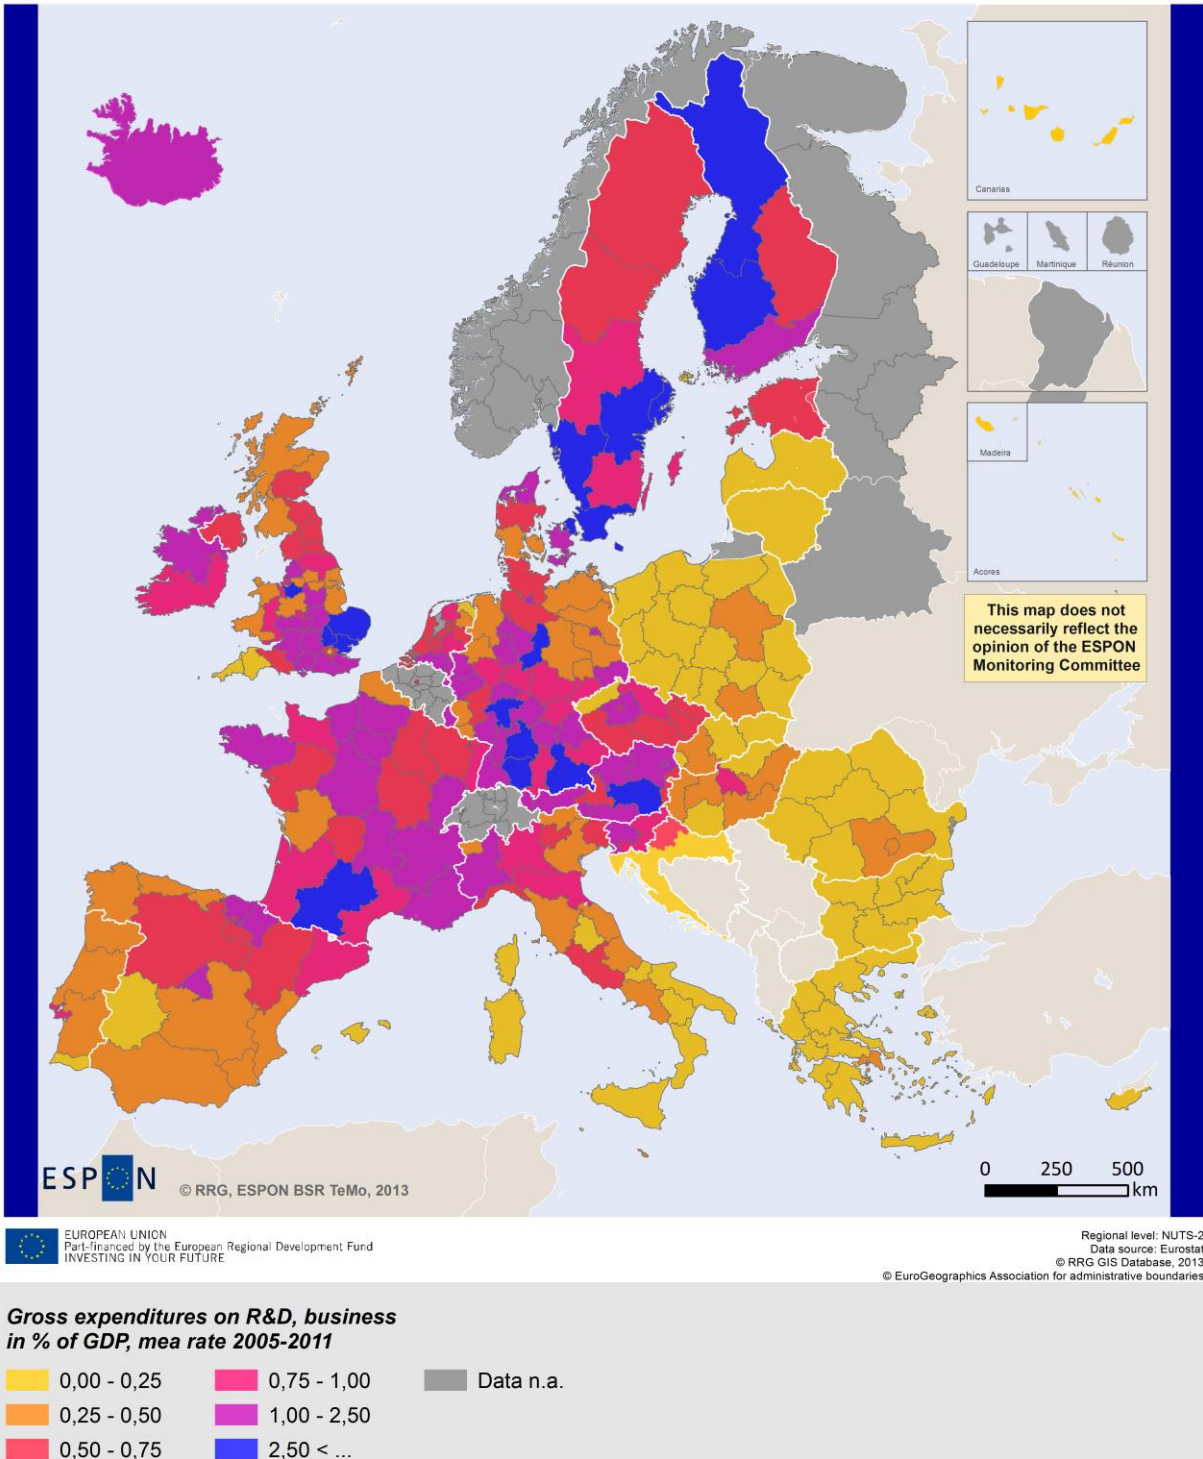 Canarias
Guadeloupe
Martinique
Réunion
Madeira
Acores
This map does not
necessarily reflect the
opinion of the ESPON
Monitoring Committee
0 250 500
km
ESPON
© RRG, ESPON BSR TeMo, 2013
EUROPEAN UNION
Part-financed by the European Regional Development Fund
INVESTING IN YOUR FUTURE
Regional level: NUTS-2
Data source: Eurostat
© RRG GIS Database, 2013
© EuroGeographics Association for administrative boundaries
Gross expenditures on R&D, business
in % of GDP, mea rate 2005-2011
0,00 - 0,25
0,25 - 0,50
0,50 - 0,75
0,75 - 1,00
1,00 - 2,50
2,50 < ...
Data n.a.